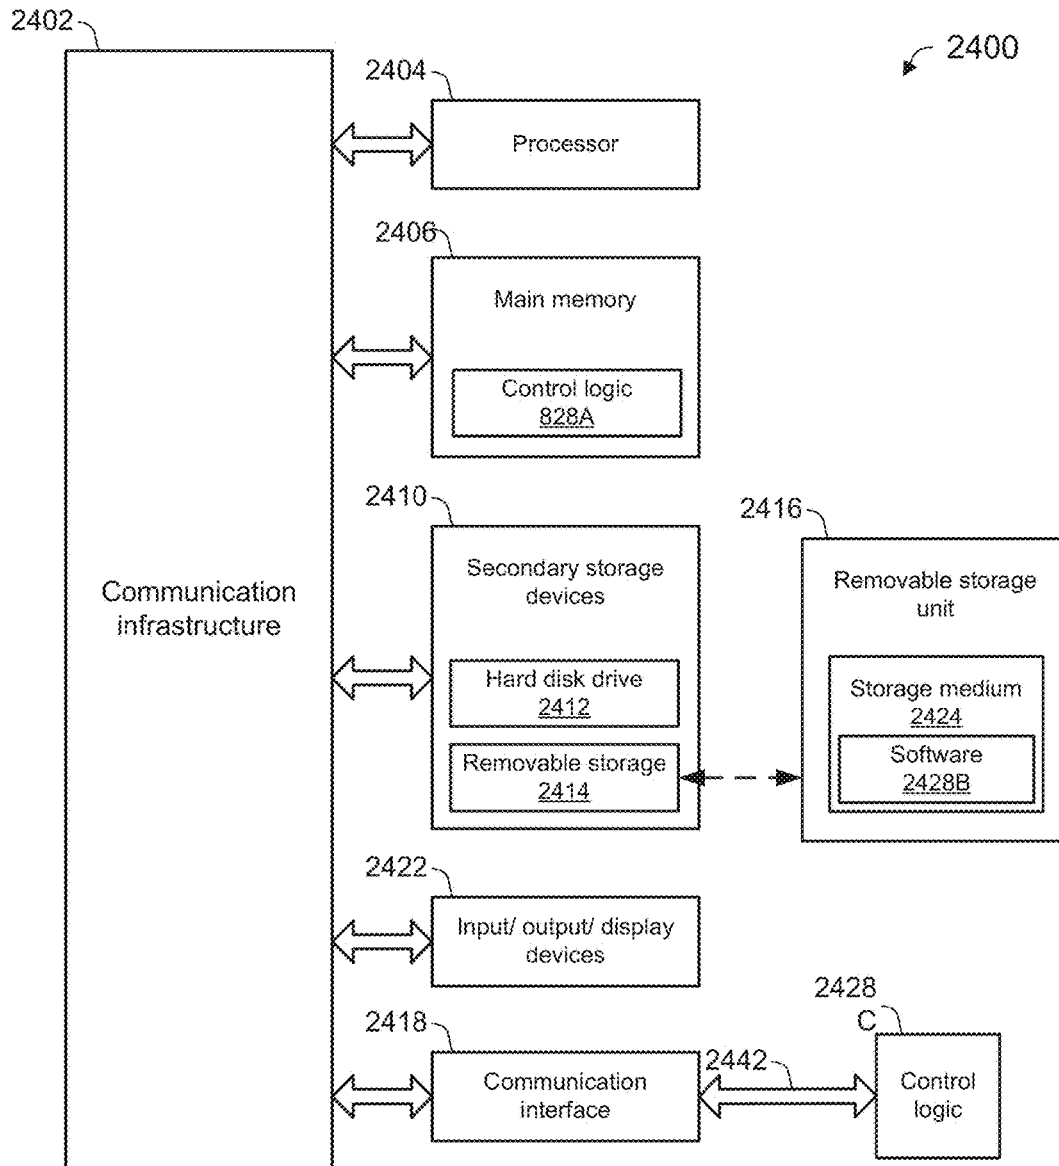 2402
2400
2404
Processor
2406
Main memory
Control logic
828A
2410
2416
Secondary storage
devices
Removable storage
unit
Hard disk drive
2412
Storage medium
2424
Removable storage
2414
Software
2428B
Communication
infrastructure
2422
Input/ output/ display
devices
2428
C
2418
2442
Communication
interface
Control
logic